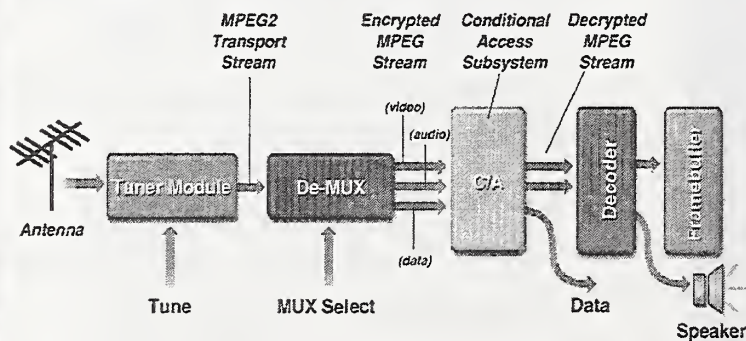 MPEG2
Transport
Stream
Encrypted
MPEG
Stream
Conditional
Access
Subsystem
Decrypted
MPEG
Stream
(video)
(audio)
(data)
Antenna
Tuner Module
De-MUX
C/A
Decoder
Framebuffer
Tune
MUX Select
Data
Speaker